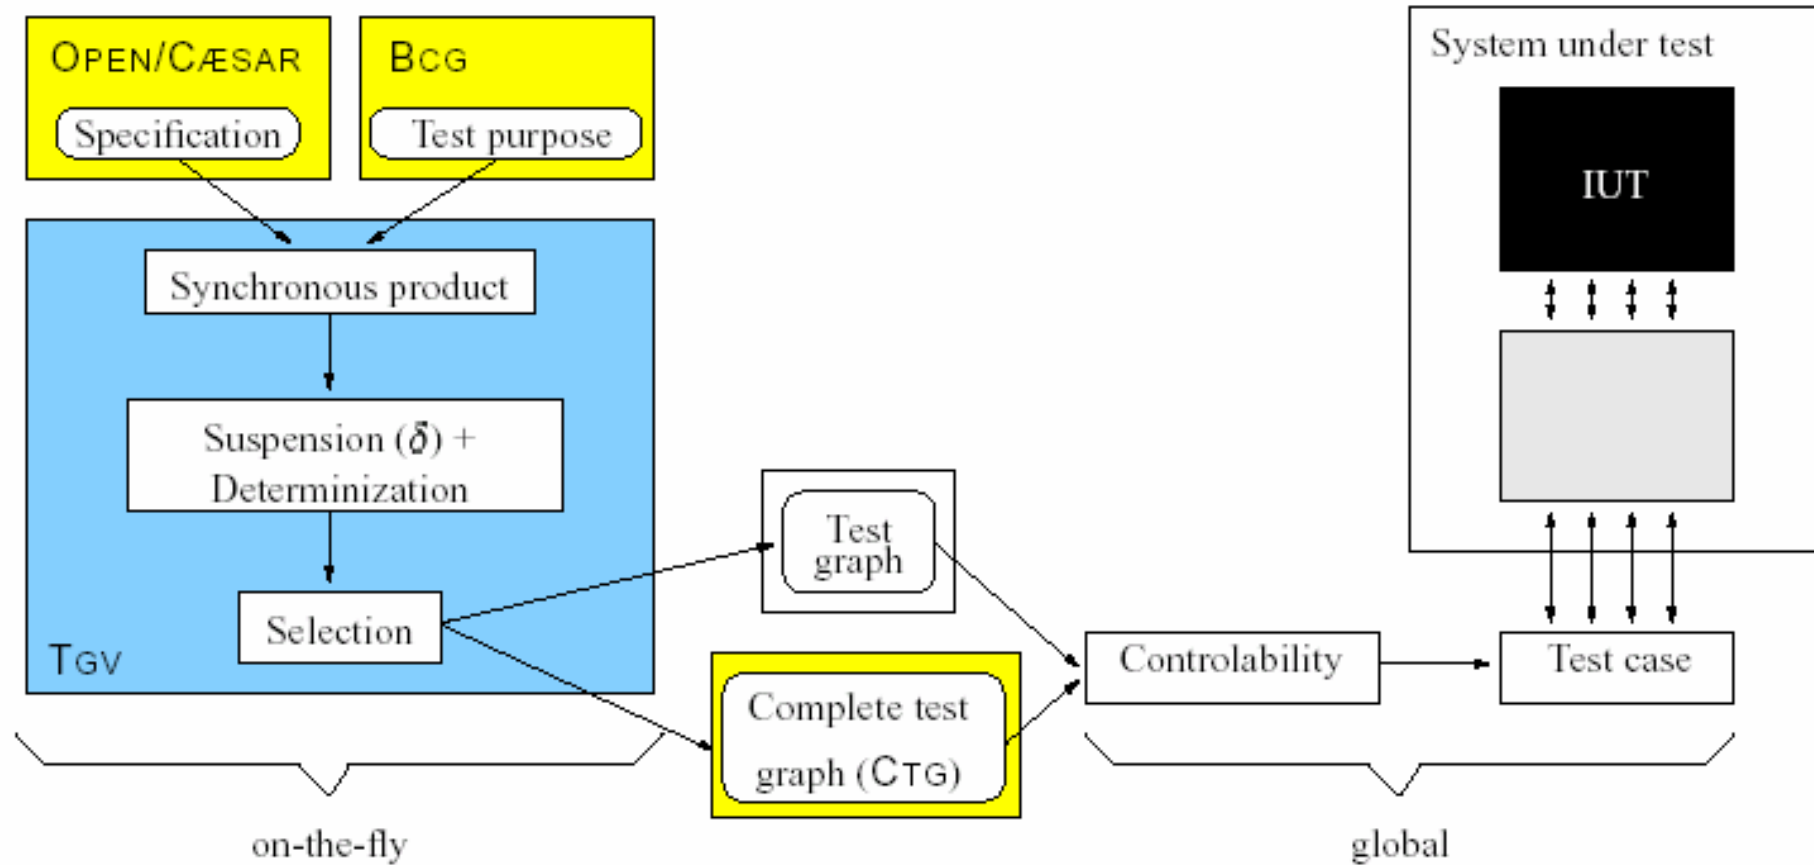 OPEN/CÆSAR
Specification
BCG
Test purpose
Synchronous product
Suspension (δ) +
Determinization
Selection
TGV
on-the-fly
Test
graph
Complete test
graph (CTG)
Controlability
Test case
global
System under test
IUT